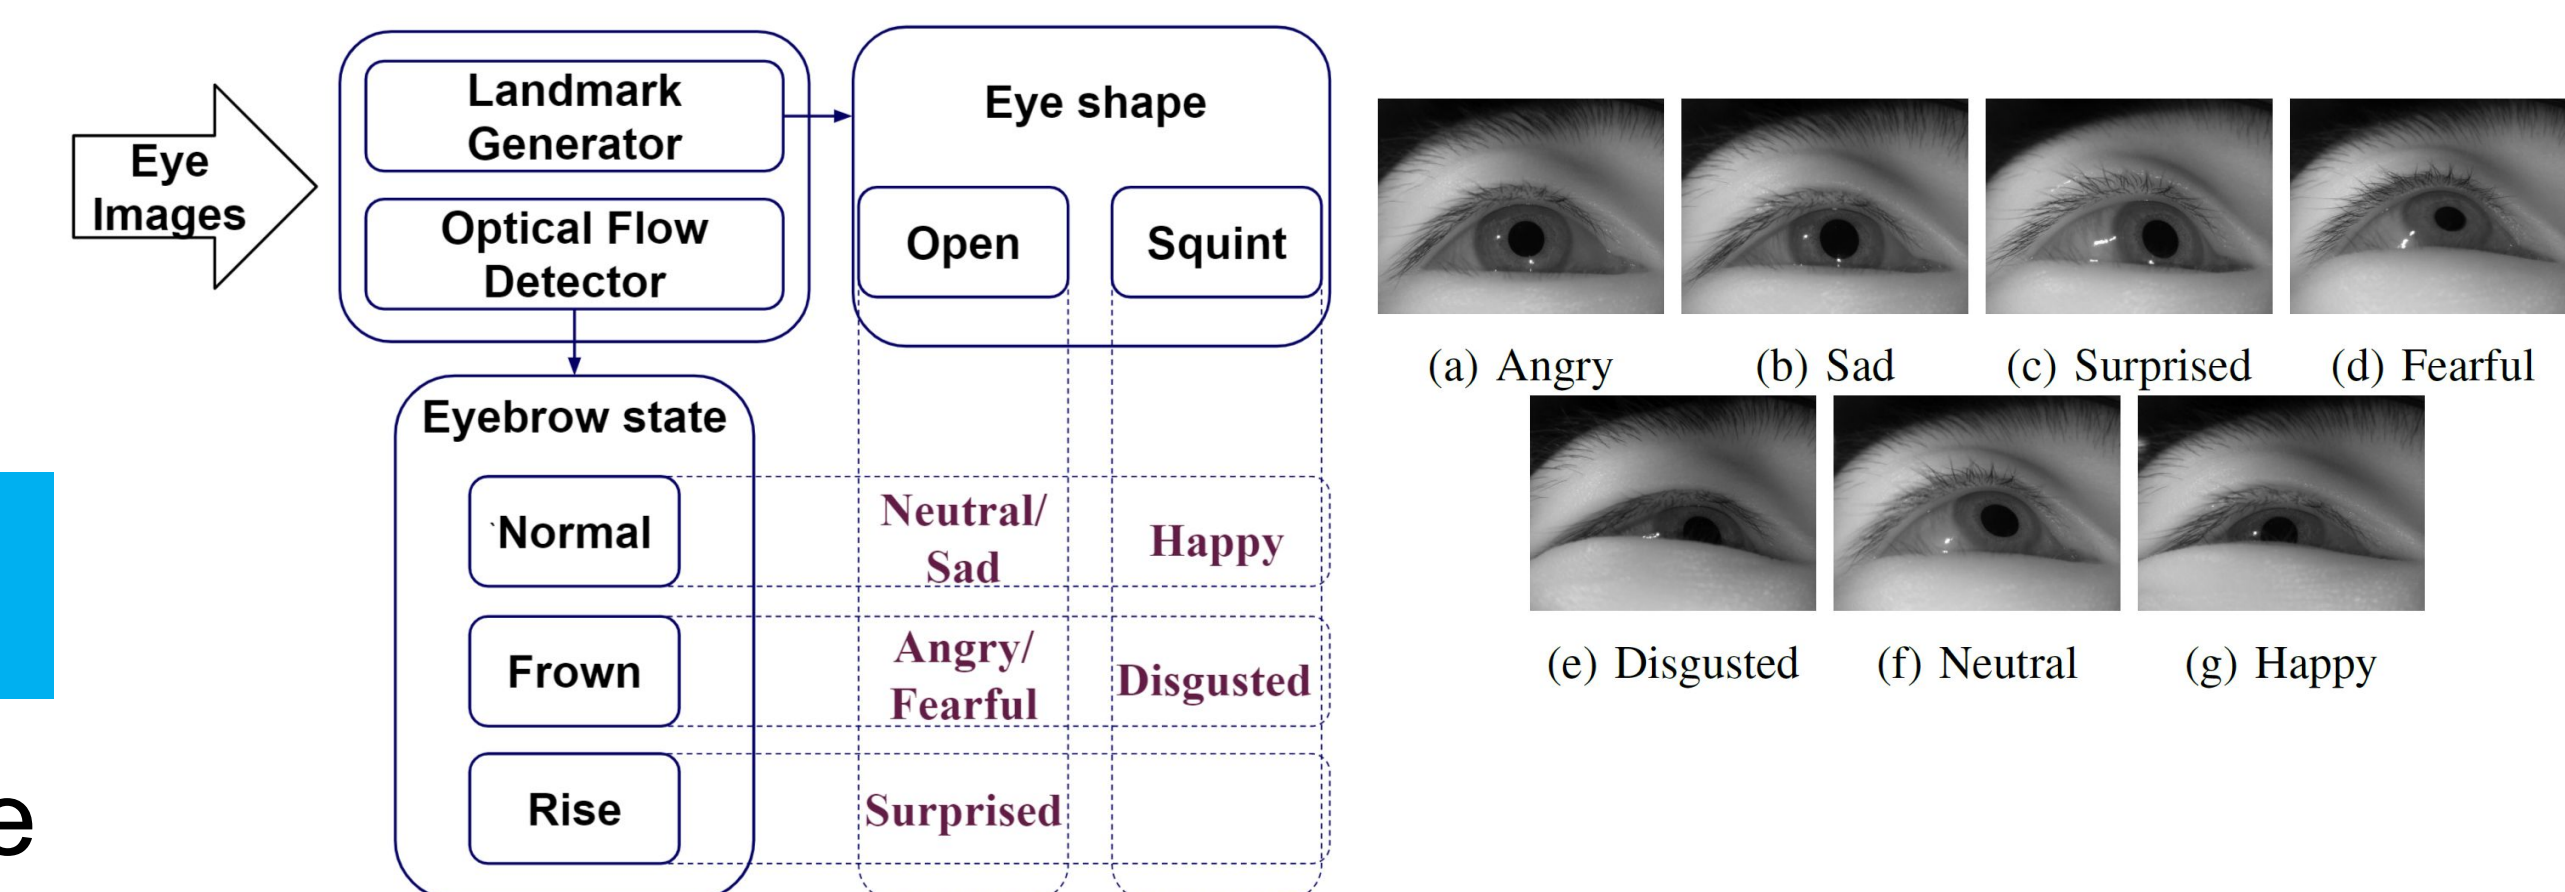 Eye
Images
Landmark
Generator
Optical Flow
Detector
Eye shape
Open
Squint
Eyebrow state
`Normal
Neutral/
Sad
Happy
Frown
Angry/
Fearful
Disgusted
Rise
Surprised
(a) Angry
(b) Sad
(c) Surprised
(d) Fearful
(e) Disgusted
(f) Neutral
(g) Happy
e